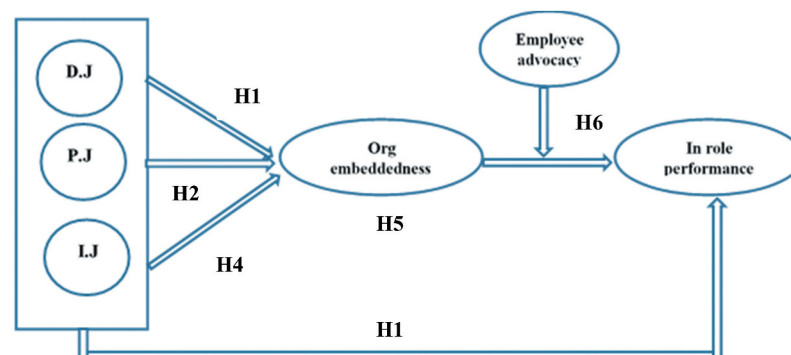 D.J
P.J
I.J
H1
H2
H4
Org
embeddedness
H5
Employee
advocacy
H6
In role
performance
H1